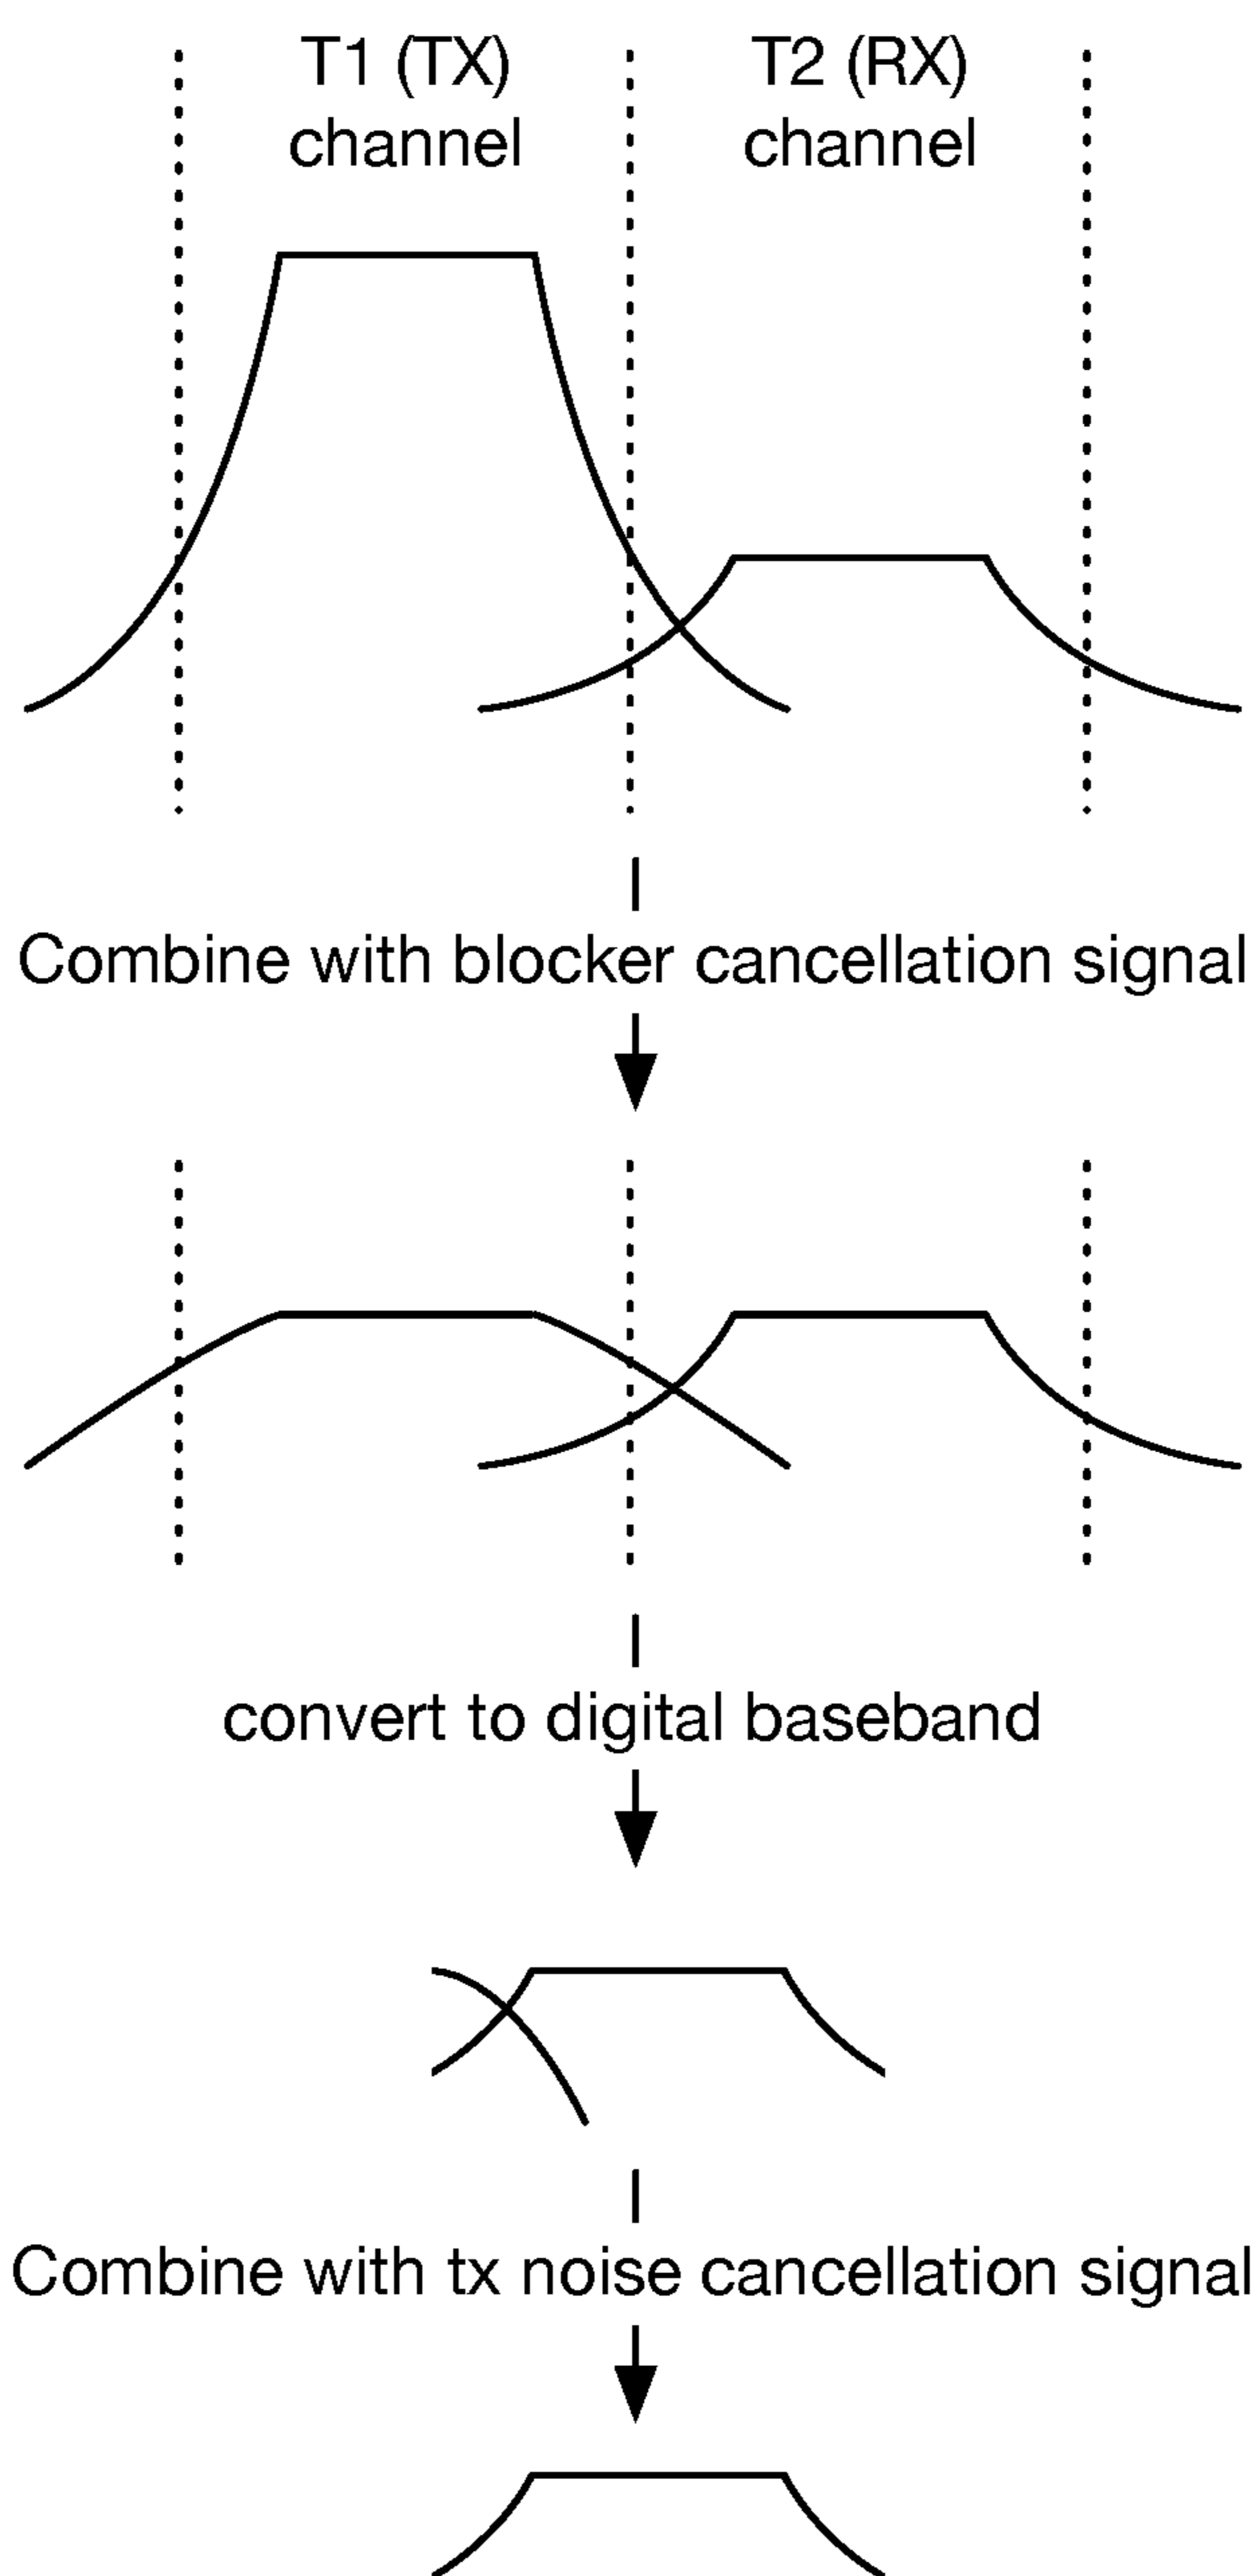 T1 (TX)
channel
T2 (RX)
channel
Combine with blocker cancellation signal
convert to digital baseband
Combine with tx noise cancellation signal